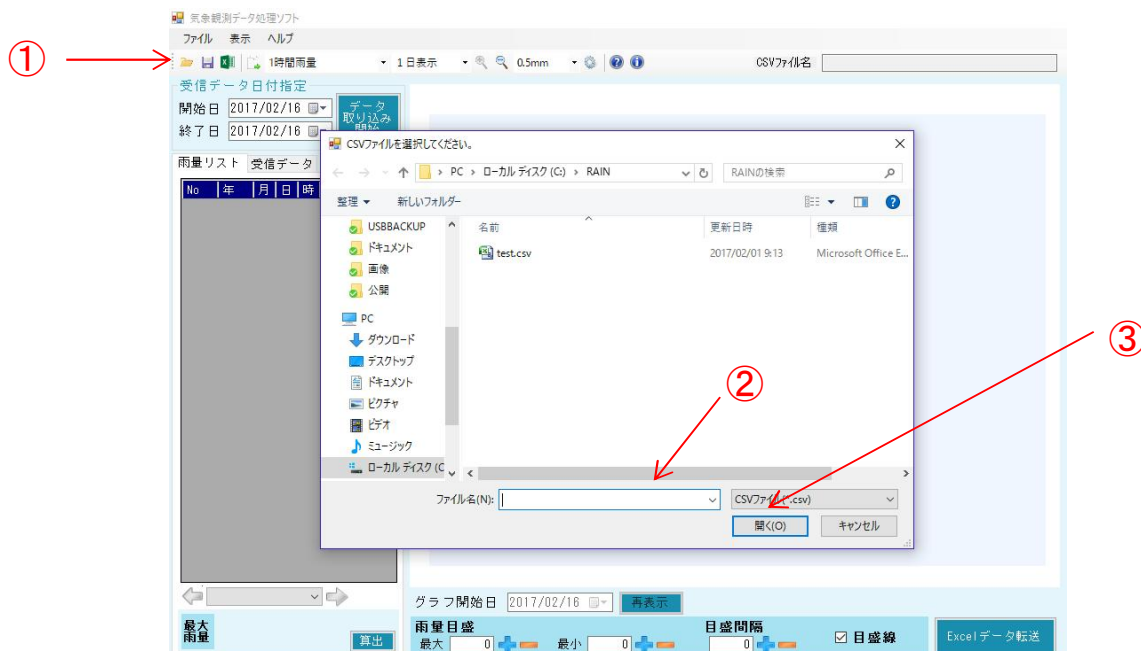 気象観測データ処理ソフト
ファイル 表示 ヘルプ
①
1時間雨量 1日表示 0.5mm CSVファイル名
受信データ日付指定
開始日 2017/02/16
データ取り込み開始
終了日 2017/02/16
雨量リスト 受信データ
No 年 月 日 時
CSVファイルを選択してください。
PC > ローカル ディスク (C:) > RAIN
RAINの検索
整理 新しいフォルダー
USBBACKUP
ドキュメント
画像
公開
PC
ダウンロード
デスクトップ
ドキュメント
ピクチャ
ビデオ
ミュージック
ローカル ディスク (C
名前 更新日時 種類
test.csv 2017/02/01 9:13 Microsoft Office E...
②
③
ファイル名(N): CSVファイル (*.csv)
開く(O) キャンセル
グラフ開始日 2017/02/16 再表示
最大雨量
算出
雨量目盛
最大 0 最小 0
目盛間隔
0
目盛線
Excelデータ転送